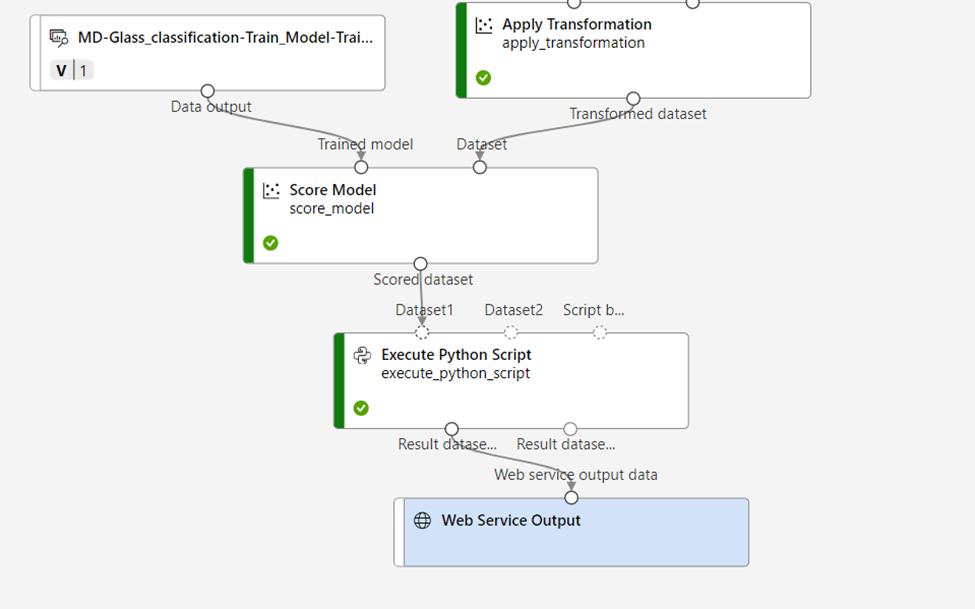 MD-Glass_classification-Train_Model-Trai...
V 1
Data output
Apply Transformation
apply_transformation
Transformed dataset
Trained model
Dataset
Score Model
score_model
Scored dataset
Dataset1
Dataset2
Script b...
Execute Python Script
execute_python_script
Result datase...
Result datase...
Web service output data
Web Service Output